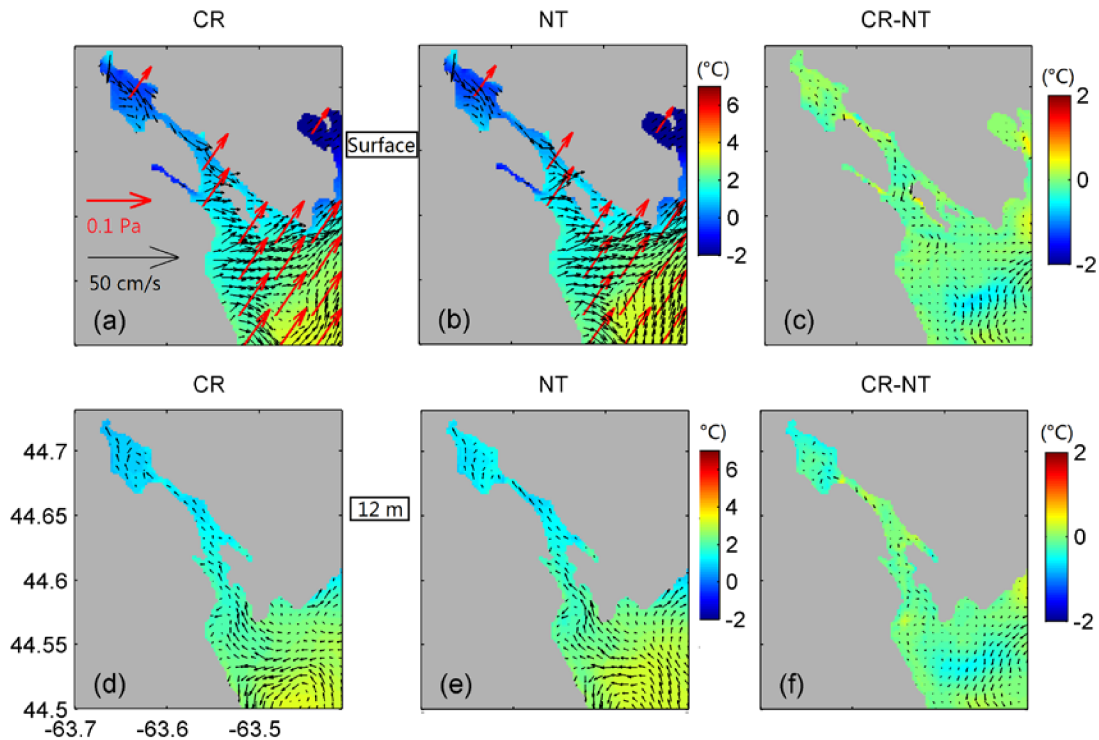 CR
NT
CR-NT
(°C)
6
4
2
0
-2
(°C)
2
0
-2
Surface
0.1 Pa
50 cm/s
(a)
(b)
(c)
CR
NT
CR-NT
°C)
6
4
2
0
-2
(°C)
2
0
-2
44.7
44.65
44.6
44.55
44.5
12 m
(d)
(e)
(f)
-63.7
-63.6
-63.5